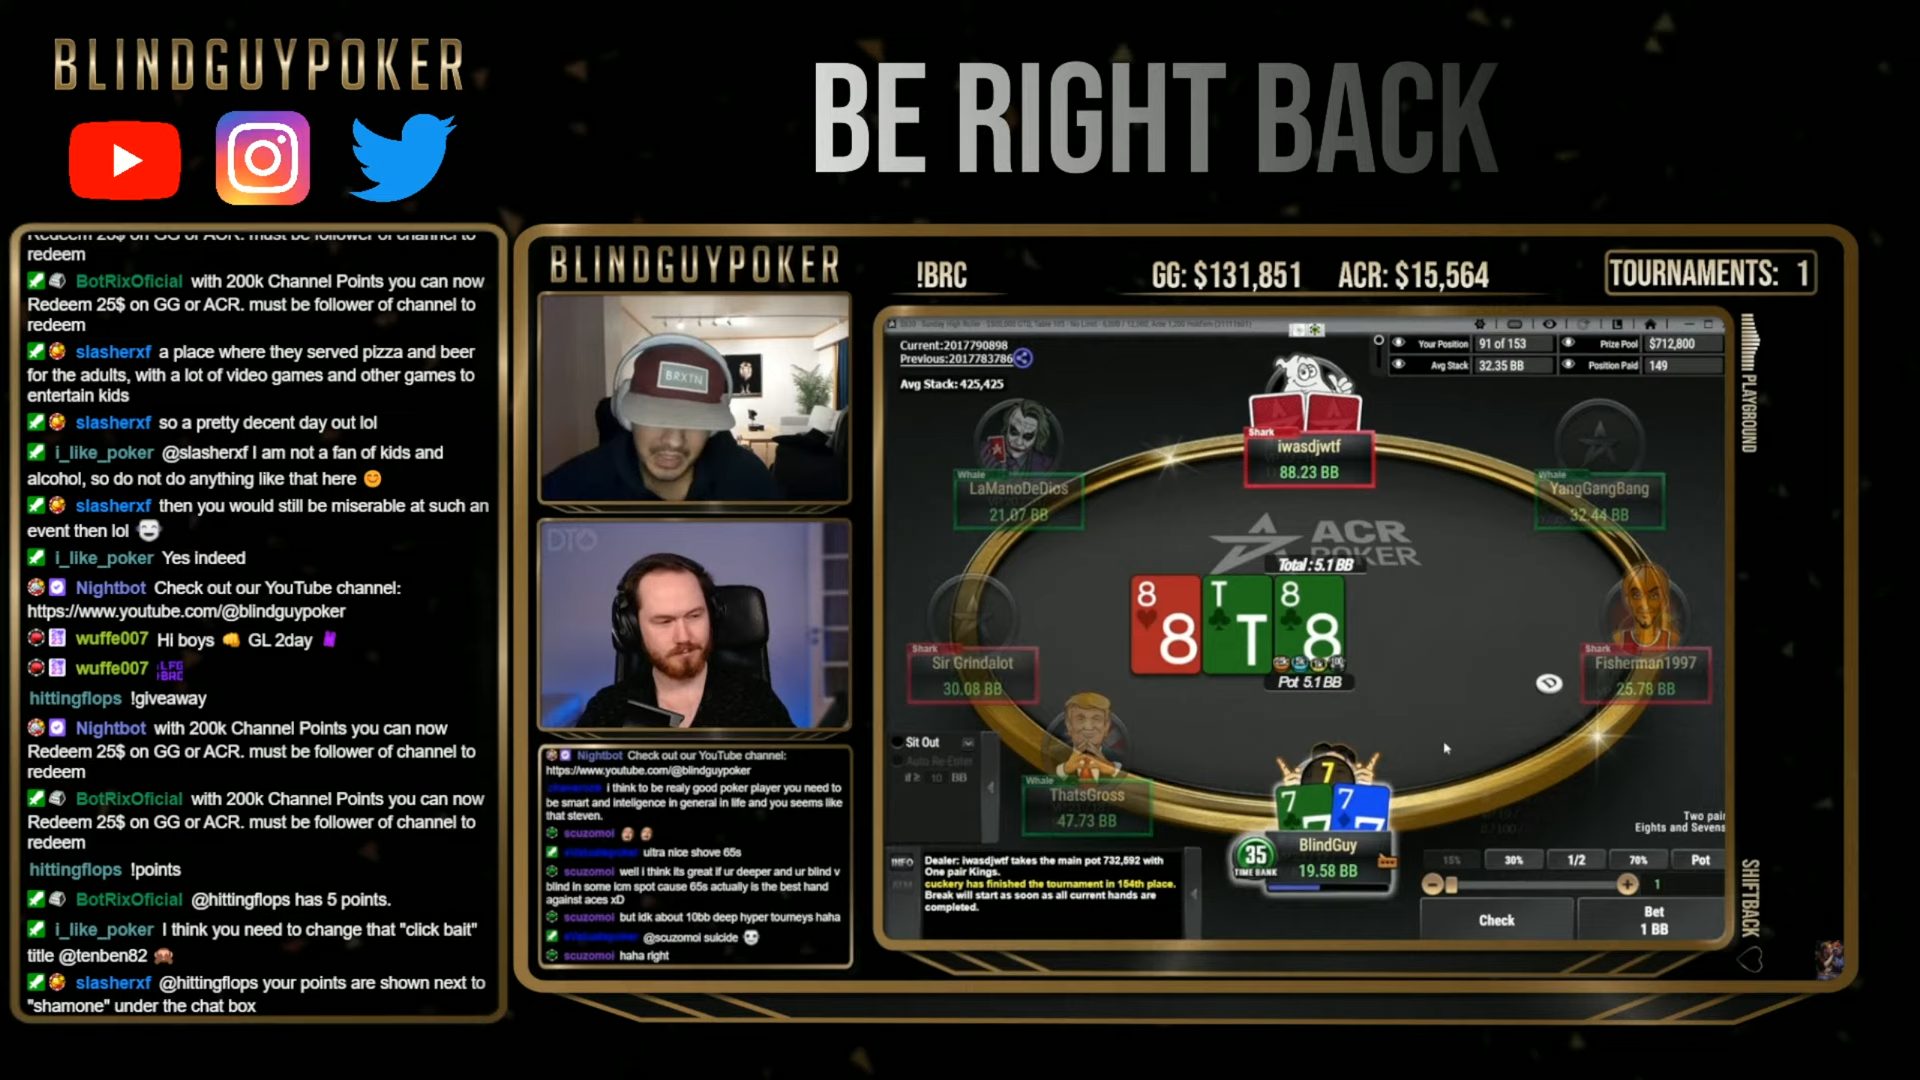 BLINDGUYPOKER
BE RIGHT BACK
redeem
BotRixOficial with 200k Channel Points you can now
Redeem 25$ on GG or ACR. must be follower of channel to
redeem
slasherxf a place where they served pizza and beer
for the adults, with a lot of video games and other games to
entertain kids
slasherxf so a pretty decent day out lol
i_like_poker @slasherxf I am not a fan of kids and
alcohol, so do not do anything like that here
slasherxf then you would still be miserable at such an
event then lol
i_like_poker Yes indeed
Nightbot Check out our YouTube channel:
https://www.youtube.com/@blindguypoker
wuffe007 Hi boys GL 2day
wuffe007
hittingflops !giveaway
Nightbot with 200k Channel Points you can now
Redeem 25$ on GG or ACR. must be follower of channel to
redeem
BotRixOficial with 200k Channel Points you can now
Redeem 25$ on GG or ACR. must be follower of channel to
redeem
hittingflops !points
BotRixOficial @hittingflops has 5 points.
i_like_poker I think you need to change that "click bait"
title @tenben82
slasherxf @hittingflops your points are shown next to
"shamone" under the chat box
BLINDGUYPOKER
!BRC
GG: $131,851
ACR: $15,564
TOURNAMENTS: 1
BRXTN
DTO
Nightbot Check out our YouTube channel:
https://www.youtube.com/@blindguypoker
i think to be realy good poker player you need to
be smart and inteligence in general in life and you seems like
that steven.
scuzomoi
ultra nice shove 65s
scuzomoi well i think its great if ur deeper and ur blind v
blind in some icm spot cause 65s actually is the best hand
against aces xD
scuzomoi but idk about 10bb deep hyper tourneys haha
@scuzomoi suicide
scuzomoi haha right
Current:2017790898
Previous:2017783786
Avg Stack: 425,425
Your Position 91 of 153
Prize Pool $712,800
Avg Stack 32.35 BB
Position Paid 149
Shark
iwasdjwtf
88.23 BB
Whale
LaManoDeDios
21.07 BB
Whale
YangGangBang
32.44 BB
ACR
POKER
Total : 5.1 BB
8 8
T T
8 8
Pot 5.1 BB
Shark
Sir Grindalot
30.08 BB
D
Shark
Fisherman1997
25.78 BB
Sit Out
Auto Re-Enter
10 BB
Whale
ThatsGross
47.73 BB
7
7 7
7 7
35
TIME BANK
BlindGuy
19.58 BB
Two pair
Eights and Sevens
INFO
Dealer: iwasdjwtf takes the main pot 732,592 with
One pair Kings.
cuckery has finished the tournament in 154th place.
Break will start as soon as all current hands are
completed.
15% 30% 1/2 70% Pot
1
Check
Bet
1 BB
PLAYGROUND
SHIFTBACK